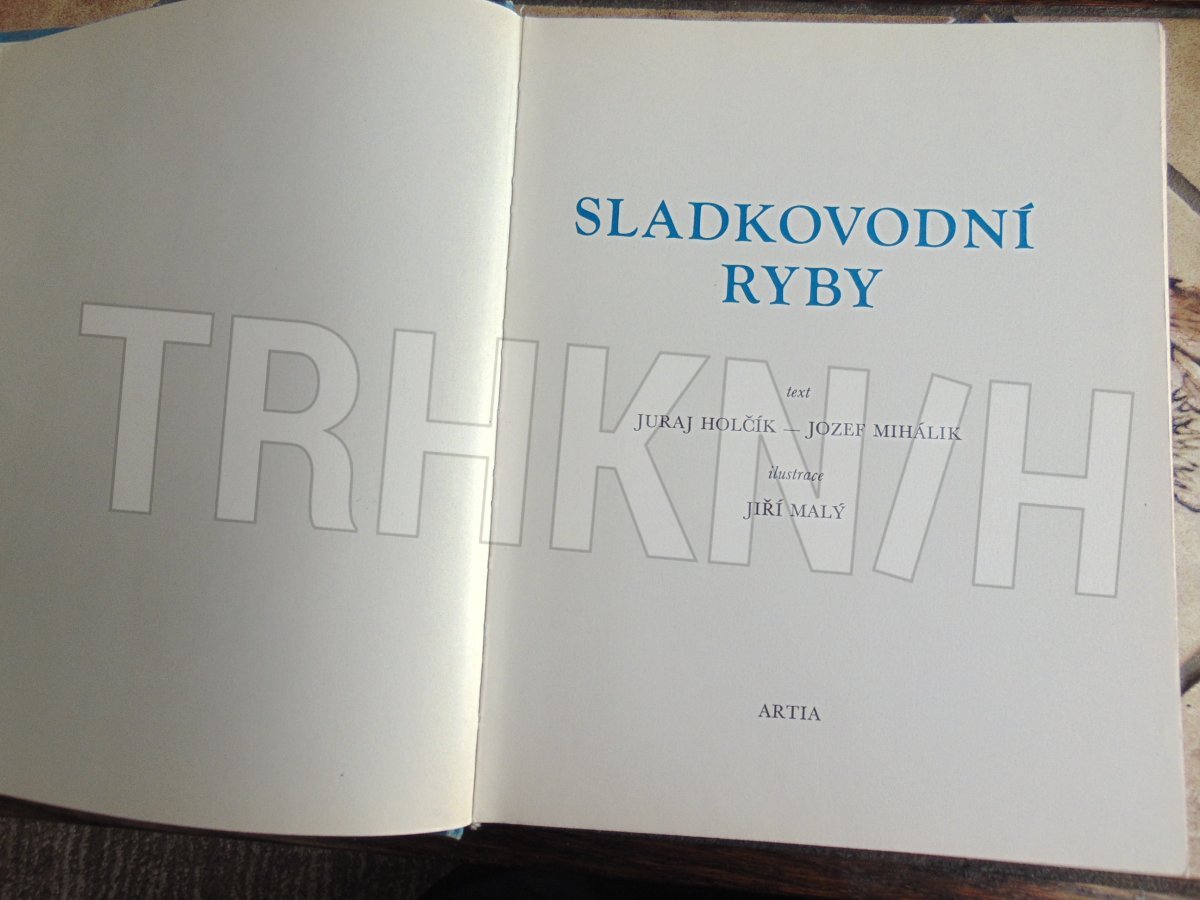 SLADKOVODNÍ
RYBY
TRHKNIH
text
JURAJ HOLČÍK — JOZEF MIHÁLIK
ilustrace
JIŘÍ MALÝ
ARTIA